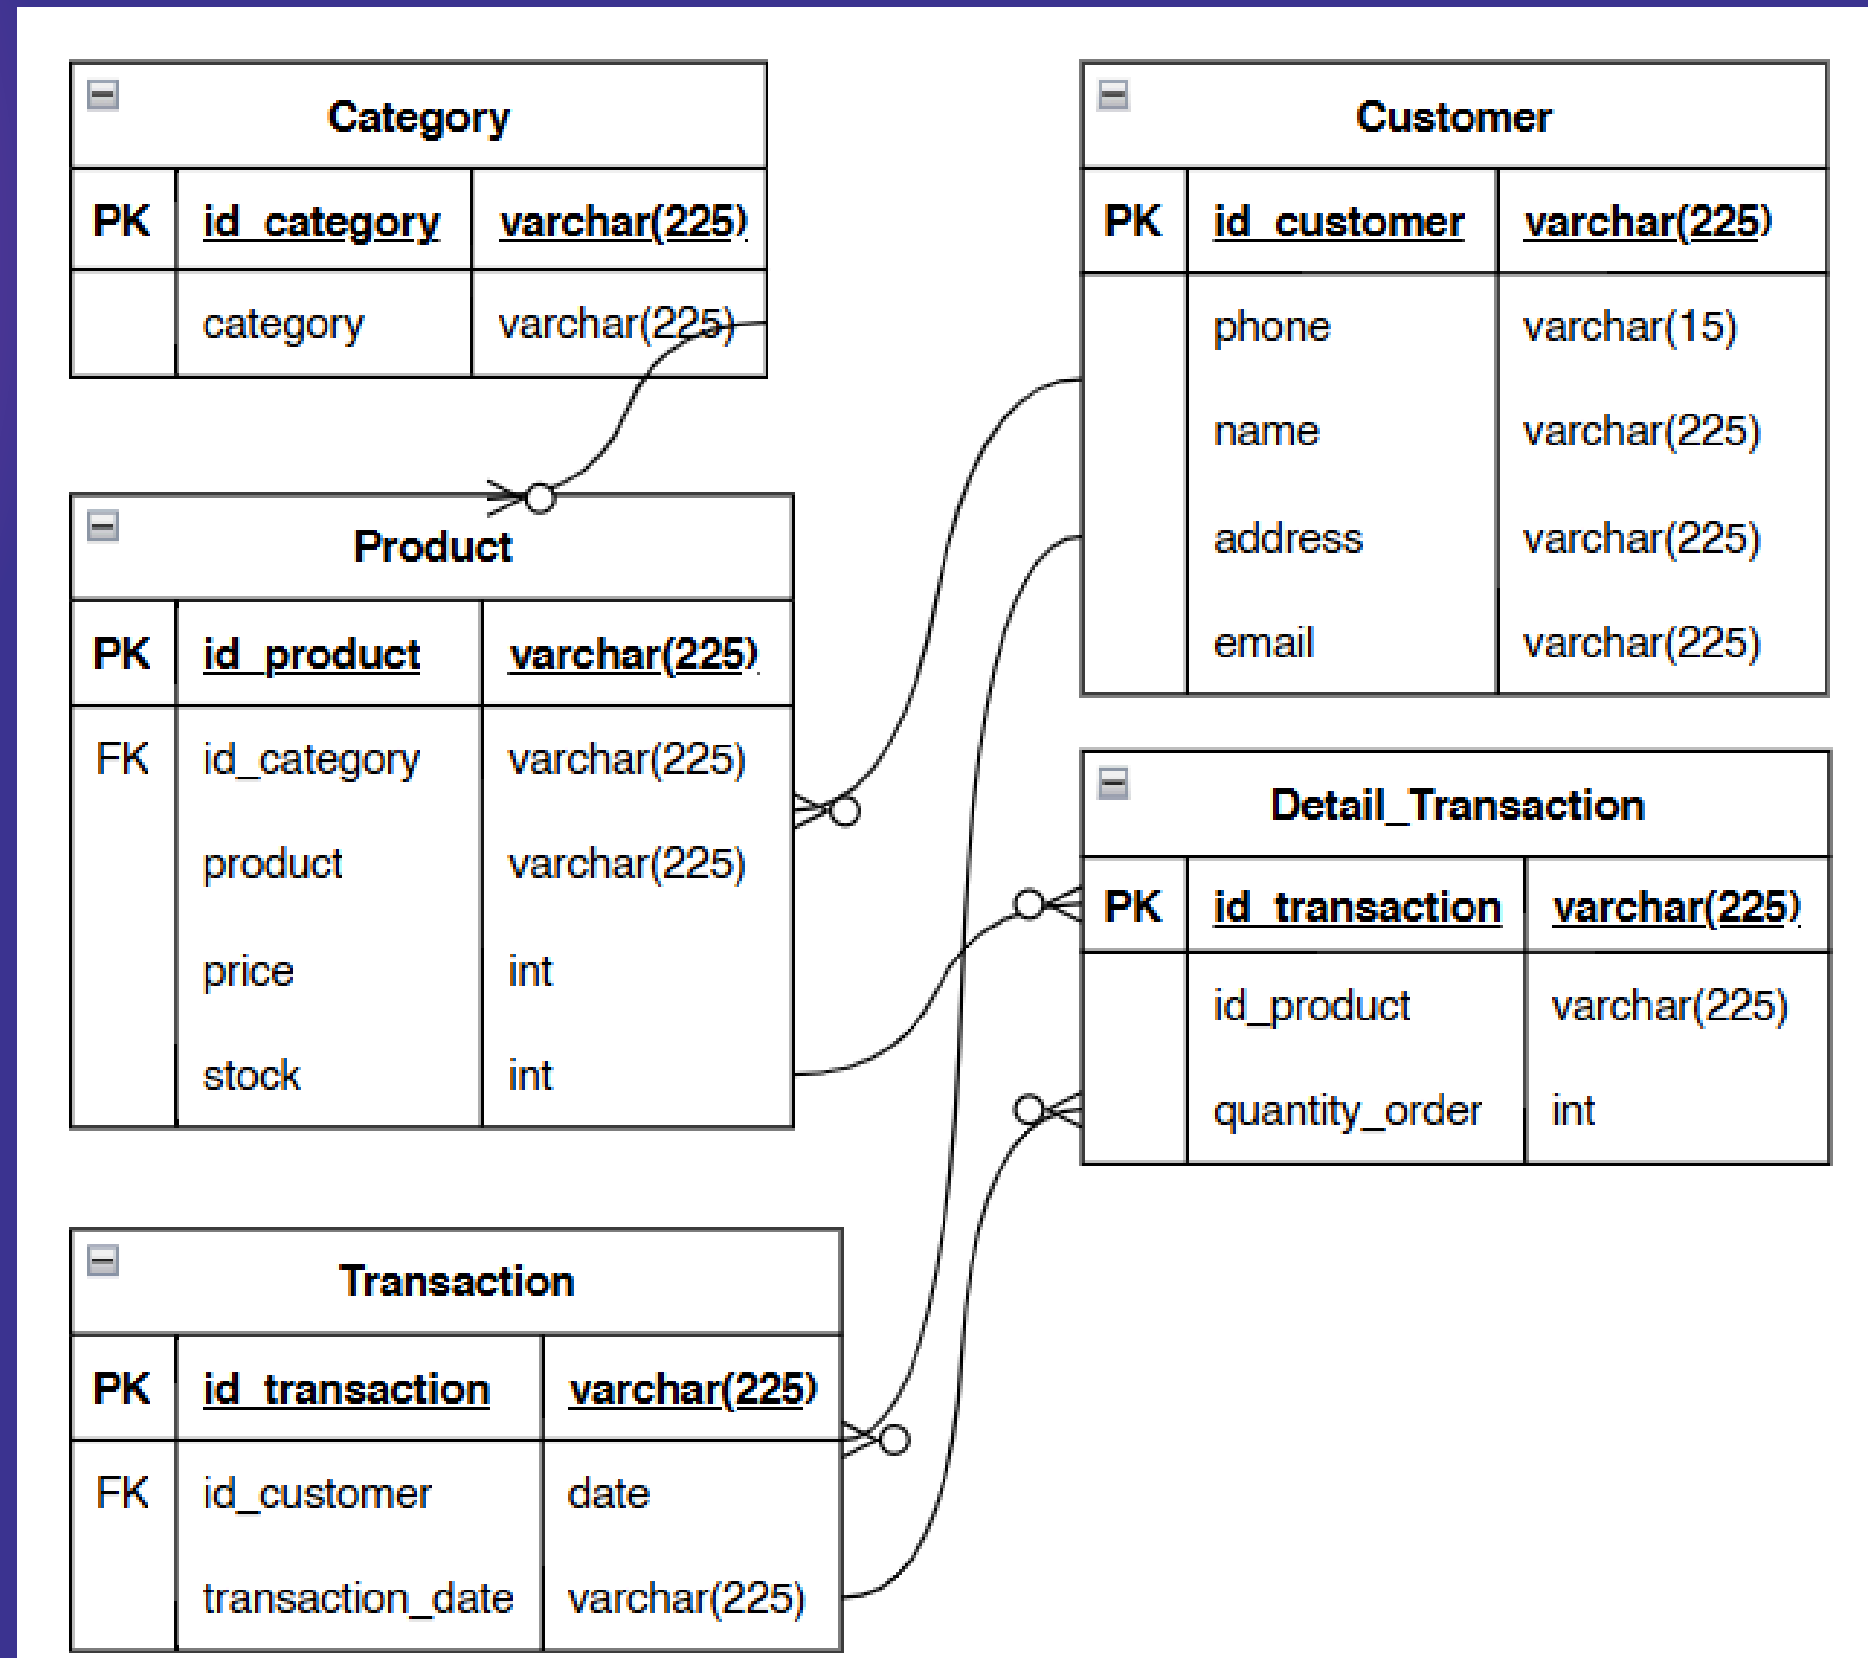 Category
PK id_category varchar(225)
category varchar(225)
Product
PK id_product varchar(225)
FK id_category varchar(225)
product varchar(225)
price int
stock int
Transaction
PK id_transaction varchar(225)
FK id_customer date
transaction_date varchar(225)
Customer
PK id_customer varchar(225)
phone varchar(15)
name varchar(225)
address varchar(225)
email varchar(225)
Detail_Transaction
PK id_transaction varchar(225)
id_product varchar(225)
quantity_order int